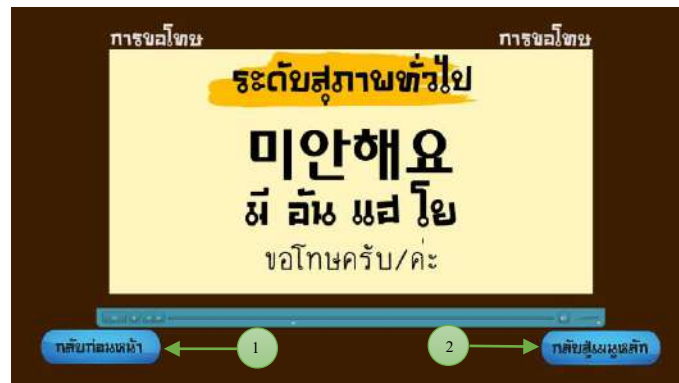 การขอโทษ การขอโทษ
ระดับสุภาพทั่วไป
미안해요
มี อัน แฮ โย
ขอโทษครับ/ค่ะ
กลับก่อนหน้า 1 2 กลับสู่เมนูหลัก